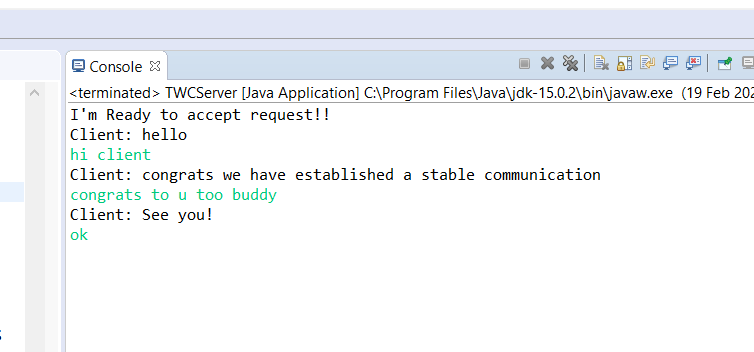 Console
<terminated> TWCServer [Java Application] C:\Program Files\Java\jdk-15.0.2\bin\javaw.exe (19 Feb 202
I'm Ready to accept request!!
Client: hello
hi client
Client: congrats we have established a stable communication
congrats to u too buddy
Client: See you!
ok